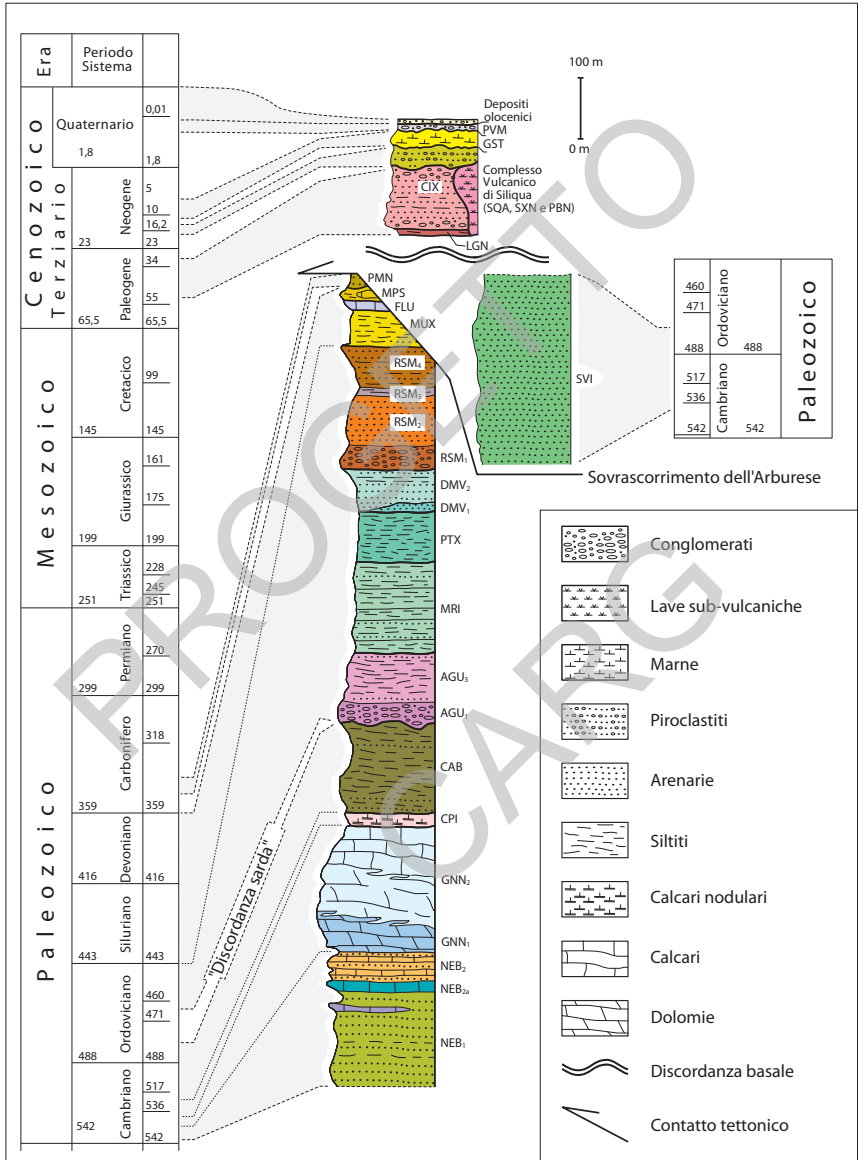 Era
Periodo
Sistema
Cenozoico
Terziario
Mesozoico
Paleozoico
Quaternario
1,8
0,01
1,8
Neogene
23
5
10
16,2
23
Paleogene
65,5
34
55
65,5
Cretacico
145
99
145
Giurassico
199
161
175
199
Triassico
251
228
245
251
Permiano
299
270
299
Carbonifero
359
318
359
Devoniano
416
416
Siluriano
443
443
Ordoviciano
488
460
471
488
Cambriano
542
517
536
542
"Discordanza sarda"
100 m
0 m
Depositi
olocenici
PVM
GST
CIX
Complesso
Vulcanico
di Siliqua
(SQA, SXN e PBN)
LGN
PMN
MPS
FLU
MUX
RSM4
RSM3
RSM2
RSM1
DMV2
DMV1
PTX
MRI
AGU3
AGU1
CAB
CPI
GNN2
GNN1
NEB2
NEB2a
NEB1
SVI
460
471
488
Ordoviciano
488
517
536
542
Cambriano
542
Paleozoico
Sovrascorrimento dell'Arburese
Conglomerati
Lave sub-vulcaniche
Marne
Piroclastiti
Arenarie
Siltiti
Calcari nodulari
Calcari
Dolomie
Discordanza basale
Contatto tettonico
PROGETTO
CARG